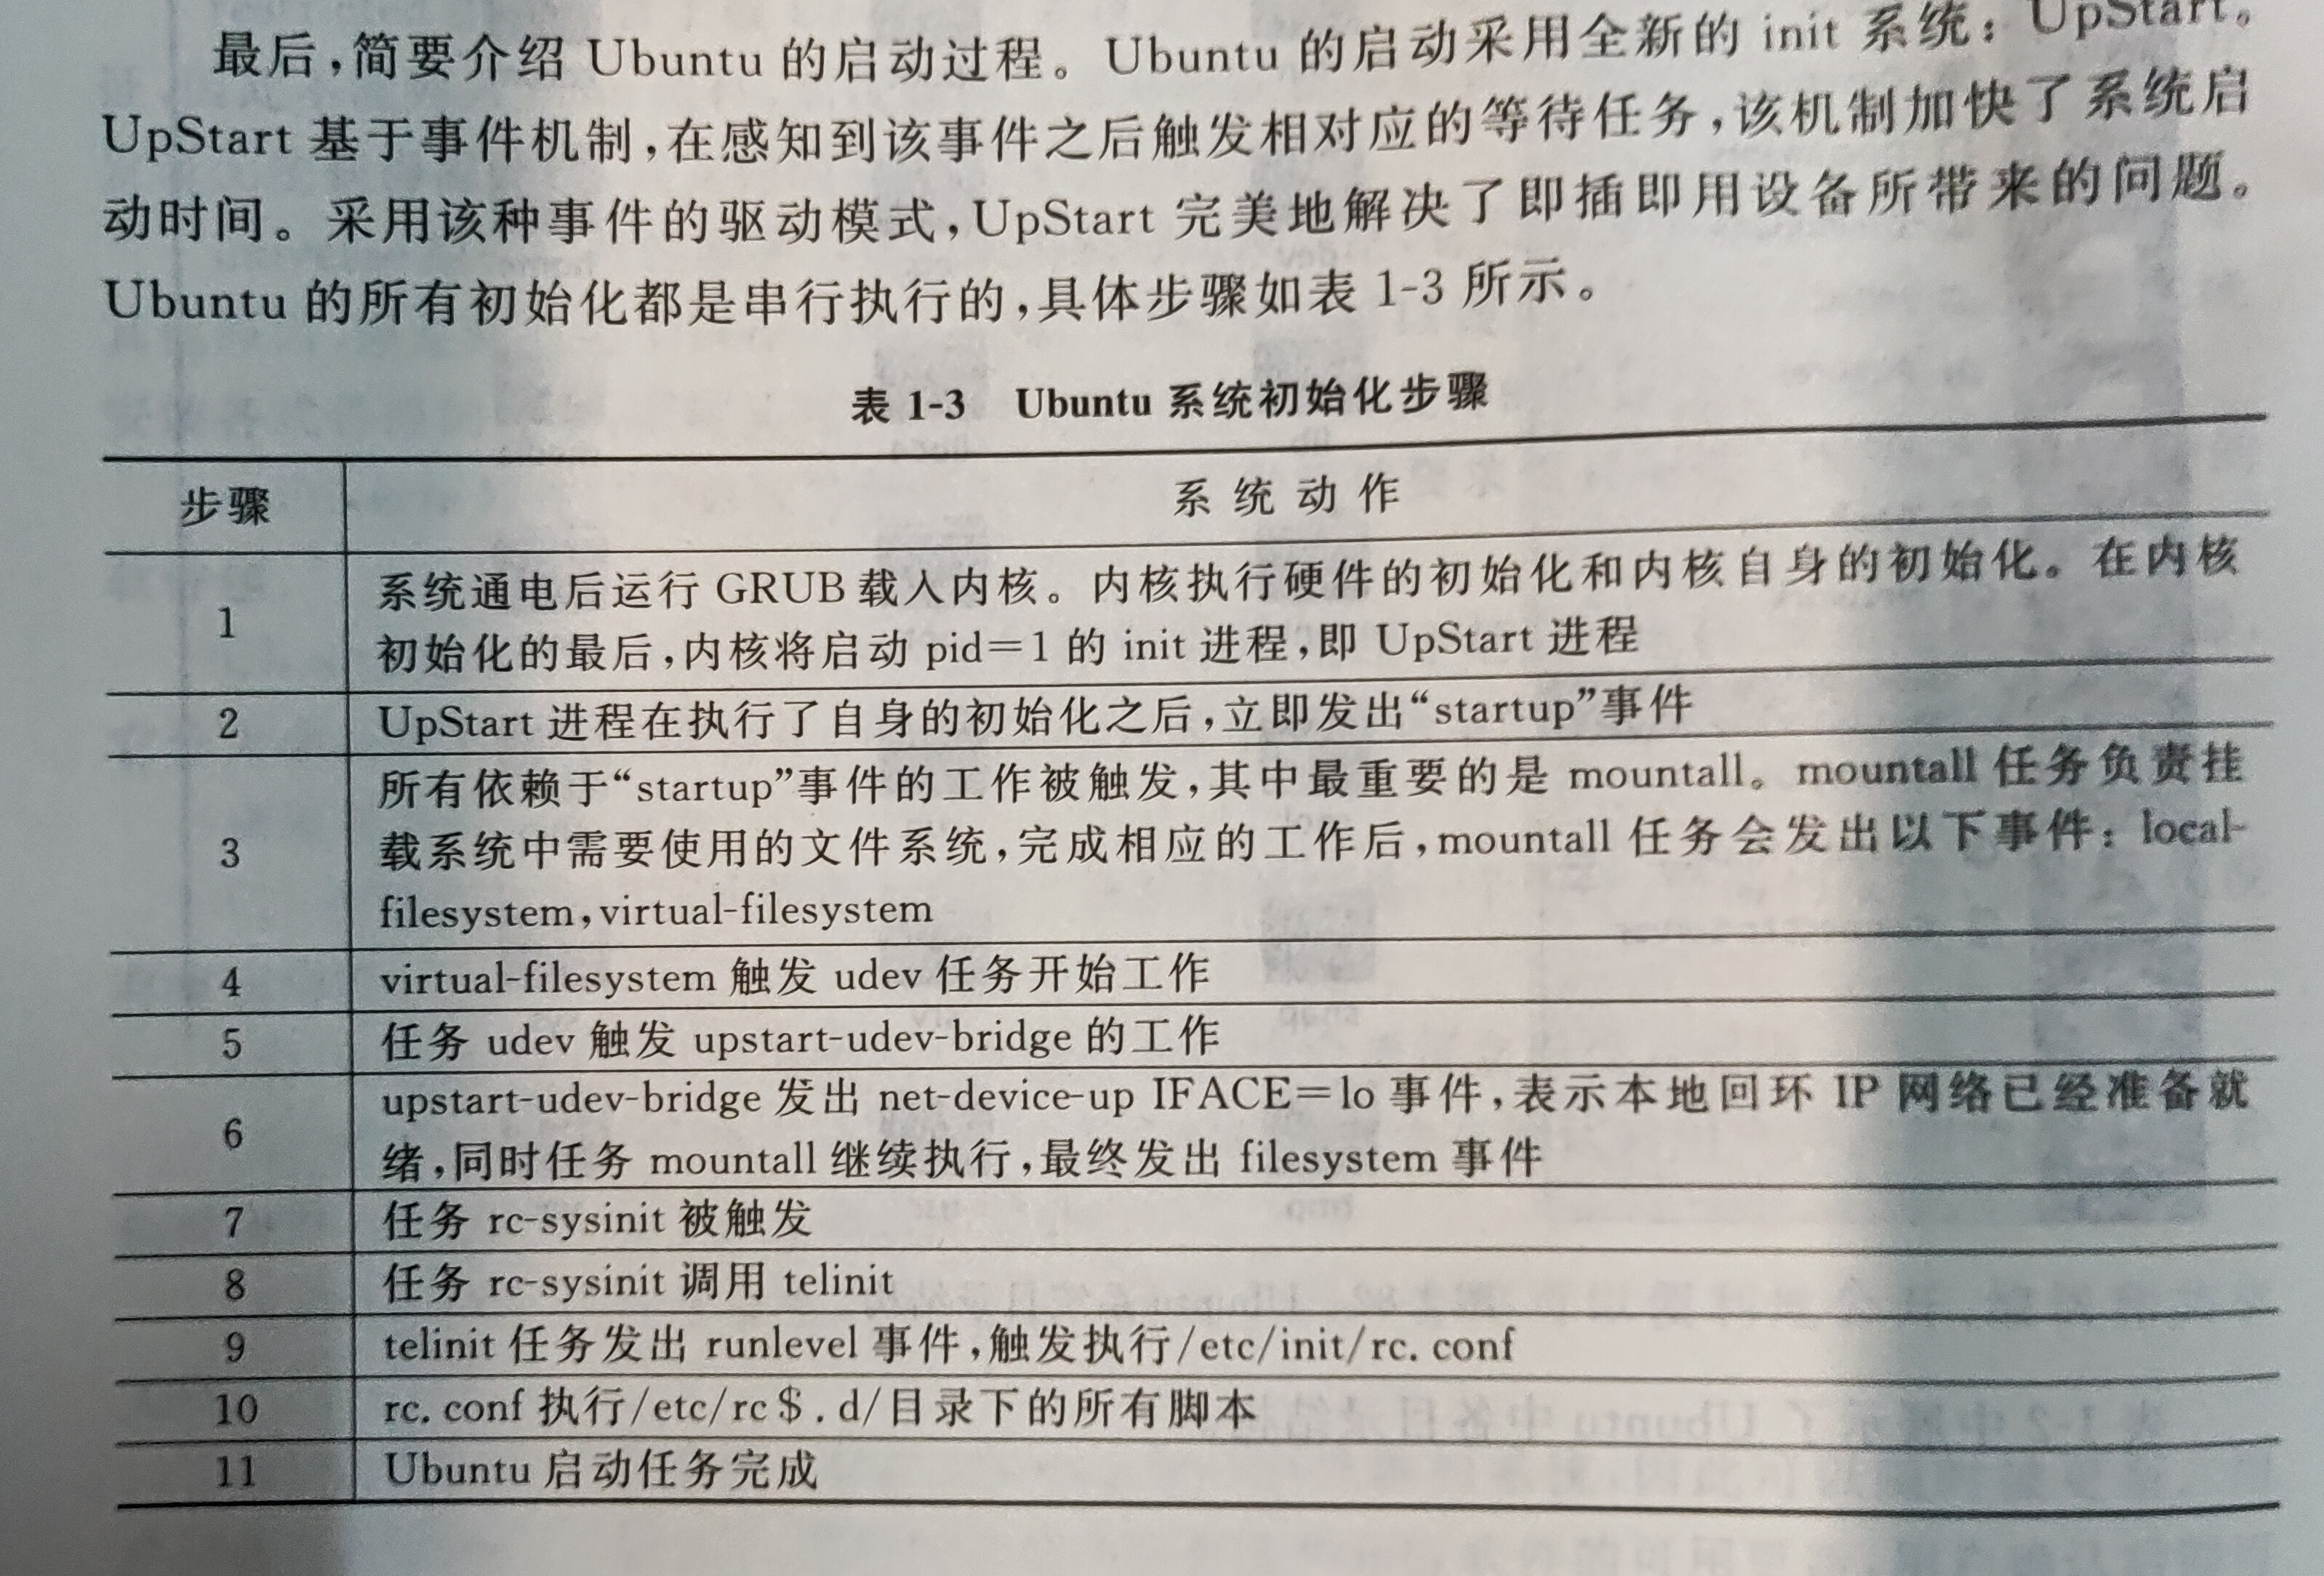 最后,简要介绍 Ubuntu 的启动过程。Ubuntu 的启动采用全新的 init 系统：UpStart。
UpStart 基于事件机制,在感知到该事件之后触发相对应的等待任务,该机制加快了系统启
动时间。采用该种事件的驱动模式,UpStart 完美地解决了即插即用设备所带来的问题。
Ubuntu 的所有初始化都是串行执行的,具体步骤如表 1-3 所示。
表 1-3 Ubuntu 系统初始化步骤
步骤 系统动作
1 系统通电后运行 GRUB 载入内核。内核执行硬件的初始化和内核自身的初始化。在内核
初始化的最后,内核将启动 pid=1 的 init 进程,即 UpStart 进程
2 UpStart 进程在执行了自身的初始化之后,立即发出“startup”事件
3 所有依赖于“startup”事件的工作被触发,其中最重要的是 mountall。mountall 任务负责挂
载系统中需要使用的文件系统,完成相应的工作后,mountall 任务会发出以下事件：local-
filesystem,virtual-filesystem
4 virtual-filesystem 触发 udev 任务开始工作
5 任务 udev 触发 upstart-udev-bridge 的工作
6 upstart-udev-bridge 发出 net-device-up IFACE=lo 事件,表示本地回环 IP 网络已经准备就
绪,同时任务 mountall 继续执行,最终发出 filesystem 事件
7 任务 rc-sysinit 被触发
8 任务 rc-sysinit 调用 telinit
9 telinit 任务发出 runlevel 事件,触发执行/etc/init/rc. conf
10 rc. conf 执行/etc/rc $ . d/目录下的所有脚本
11 Ubuntu 启动任务完成